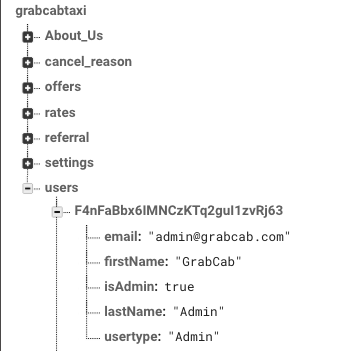 grabcabtaxi
About_Us
cancel_reason
offers
rates
referral
settings
users
F4nFaBbx6IMNCzKTq2guI1zvRj63
email: "admin@grabcab.com"
firstName: "GrabCab"
isAdmin: true
lastName: "Admin"
usertype: "Admin"